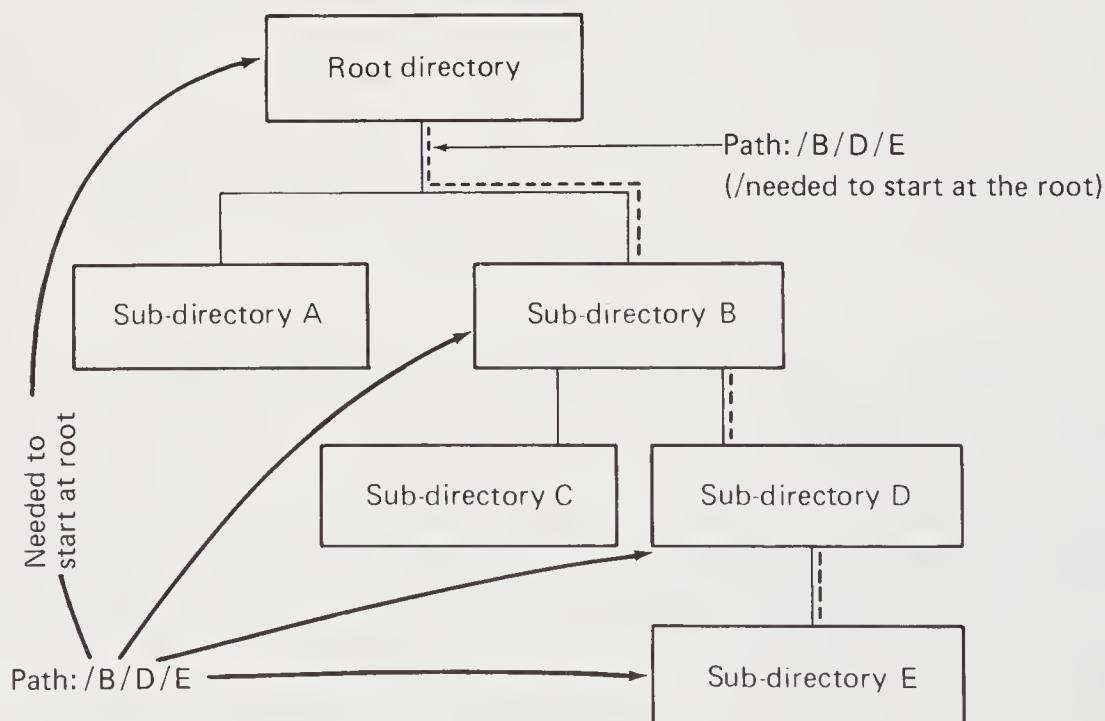 Root directory
Path: /B/D/E
(/needed to start at the root)
Sub-directory A
Sub-directory B
Needed to
start at root
Sub-directory C
Sub-directory D
Path: /B/D/E
Sub-directory E